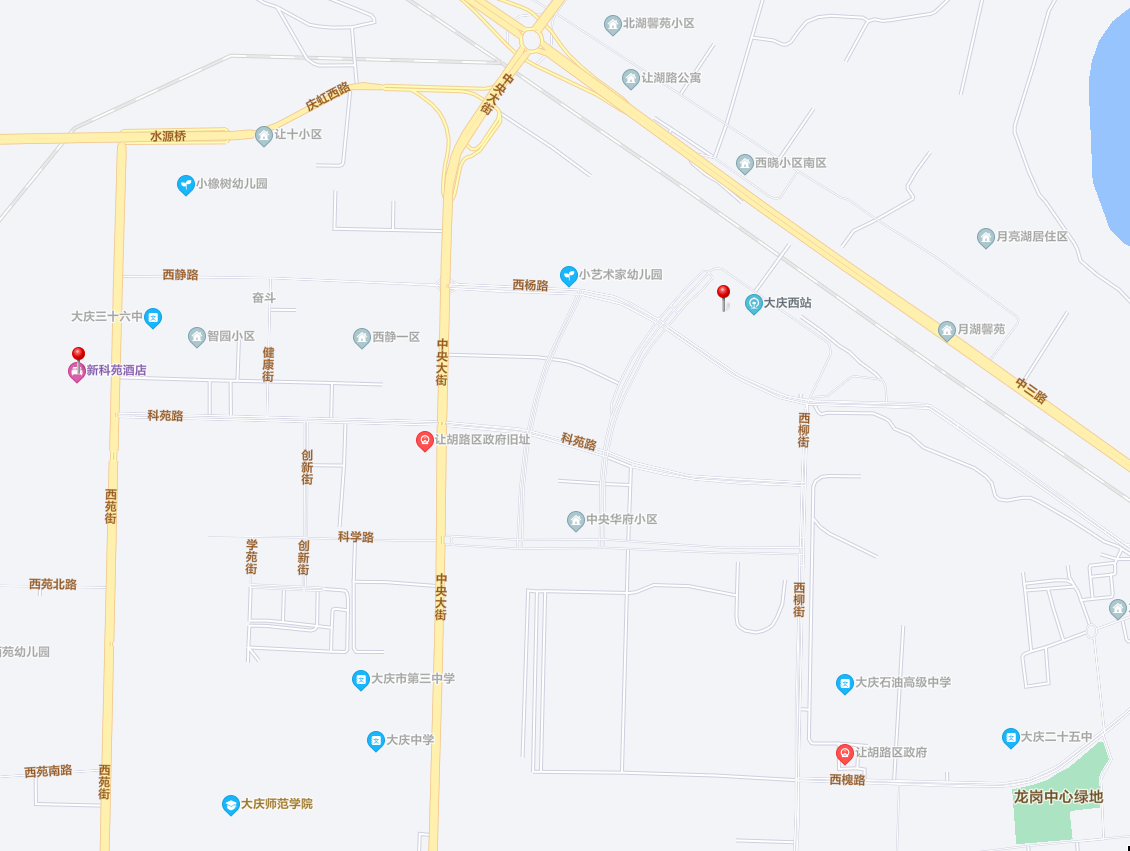 北湖馨苑小区
让湖路公寓
中央大街
庆虹西路
水源桥
让十小区
西晓小区南区
小橡树幼儿园
月亮湖居住区
西静路
西杨路
小艺术家幼儿园
奋斗
大庆西站
大庆三十六中
智园小区
西静一区
月湖馨苑
健康街
中央大街
新科苑酒店
中三路
科苑路
西柳街
让胡路区政府旧址
科苑路
创新街
西苑街
中央华府小区
科学路
学苑街
创新街
西苑北路
中央大街
西柳街
苑幼儿园
大庆市第三中学
大庆石油高级中学
大庆中学
大庆二十五中
让胡路区政府
西苑南路
西苑街
西槐路
龙岗中心绿地
大庆师范学院